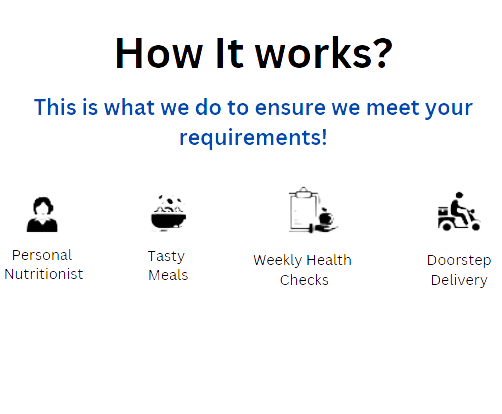 How It works?
This is what we do to ensure we meet your
requirements!
Personal
Nutritionist
Tasty
Meals
Weekly Health
Checks
Doorstep
Delivery